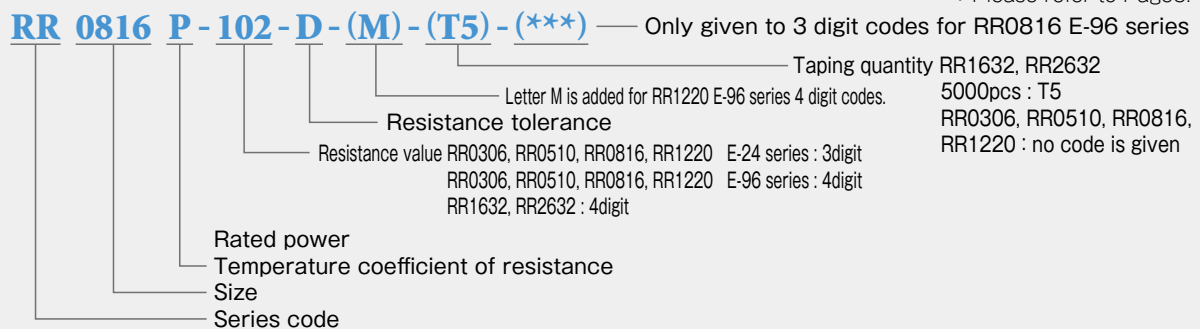 RR 0816 P-102-D-(M)-(T5)-(***) Only given to 3 digit codes for RR0816 E-96 series
Taping quantity RR1632, RR2632
5000pcs : T5
RR0306, RR0510, RR0816,
RR1220 : no code is given
Letter M is added for RR1220 E-96 series 4 digit codes.
Resistance tolerance
Resistance value RR0306, RR0510, RR0816, RR1220 E-24 series : 3digit
RR0306, RR0510, RR0816, RR1220 E-96 series : 4digit
RR1632, RR2632 : 4digit
Rated power
Temperature coefficient of resistance
Size
Series code